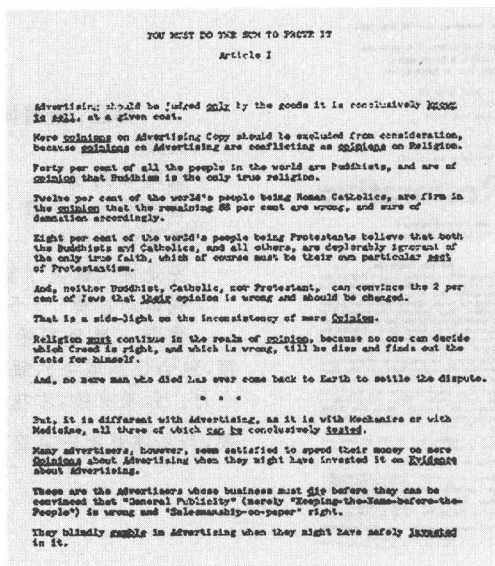 YOU MUST DO THE SUM TO PROVE IT
Article I
Advertising should be judged only by the goods it is conclusively known
to sell, at a given cost.
Mere opinions on Advertising Copy should be excluded from consideration,
because opinions on Advertising are conflicting as opinions on Religion.
Forty per cent of all the people in the world are Buddhists, and are of
opinion that Buddhism is the only true religion.
Twelve per cent of the world's people being Roman Catholics, are firm in
the opinion that the remaining 88 per cent are wrong, and sure of
damnation accordingly.
Eight per cent of the world's people being Protestants believe that both
the Buddhists and Catholics, and all others, are deplorably ignorant of
the only true faith, which of course must be their own particular sect
of Protestantism.
And, neither Buddhist, Catholic, nor Protestant, can convince the 2 per
cent of Jews that their opinion is wrong and should be changed.
That is a side-light on the inconsistency of mere Opinion.
Religion must continue in the realm of opinion, because no one can decide
which Creed is right, and which is wrong, till he dies and finds out the
facts for himself.
And, no mere man who died has ever come back to Earth to settle the dispute.
* * *
But, it is different with Advertising, as it is with Mechanics or with
Medicine, all three of which can be conclusively tested.
Many advertisers, however, seem satisfied to spend their money on mere
Opinions about Advertising when they might have invested it on Evidence
about Advertising.
These are the Advertisers whose business must die before they can be
convinced that "General Publicity" (merely "Keeping-the-Name-before-the-
People") is wrong and "Salesmanship-on-paper" right.
They blindly gamble in Advertising when they might have safely invested
in it.